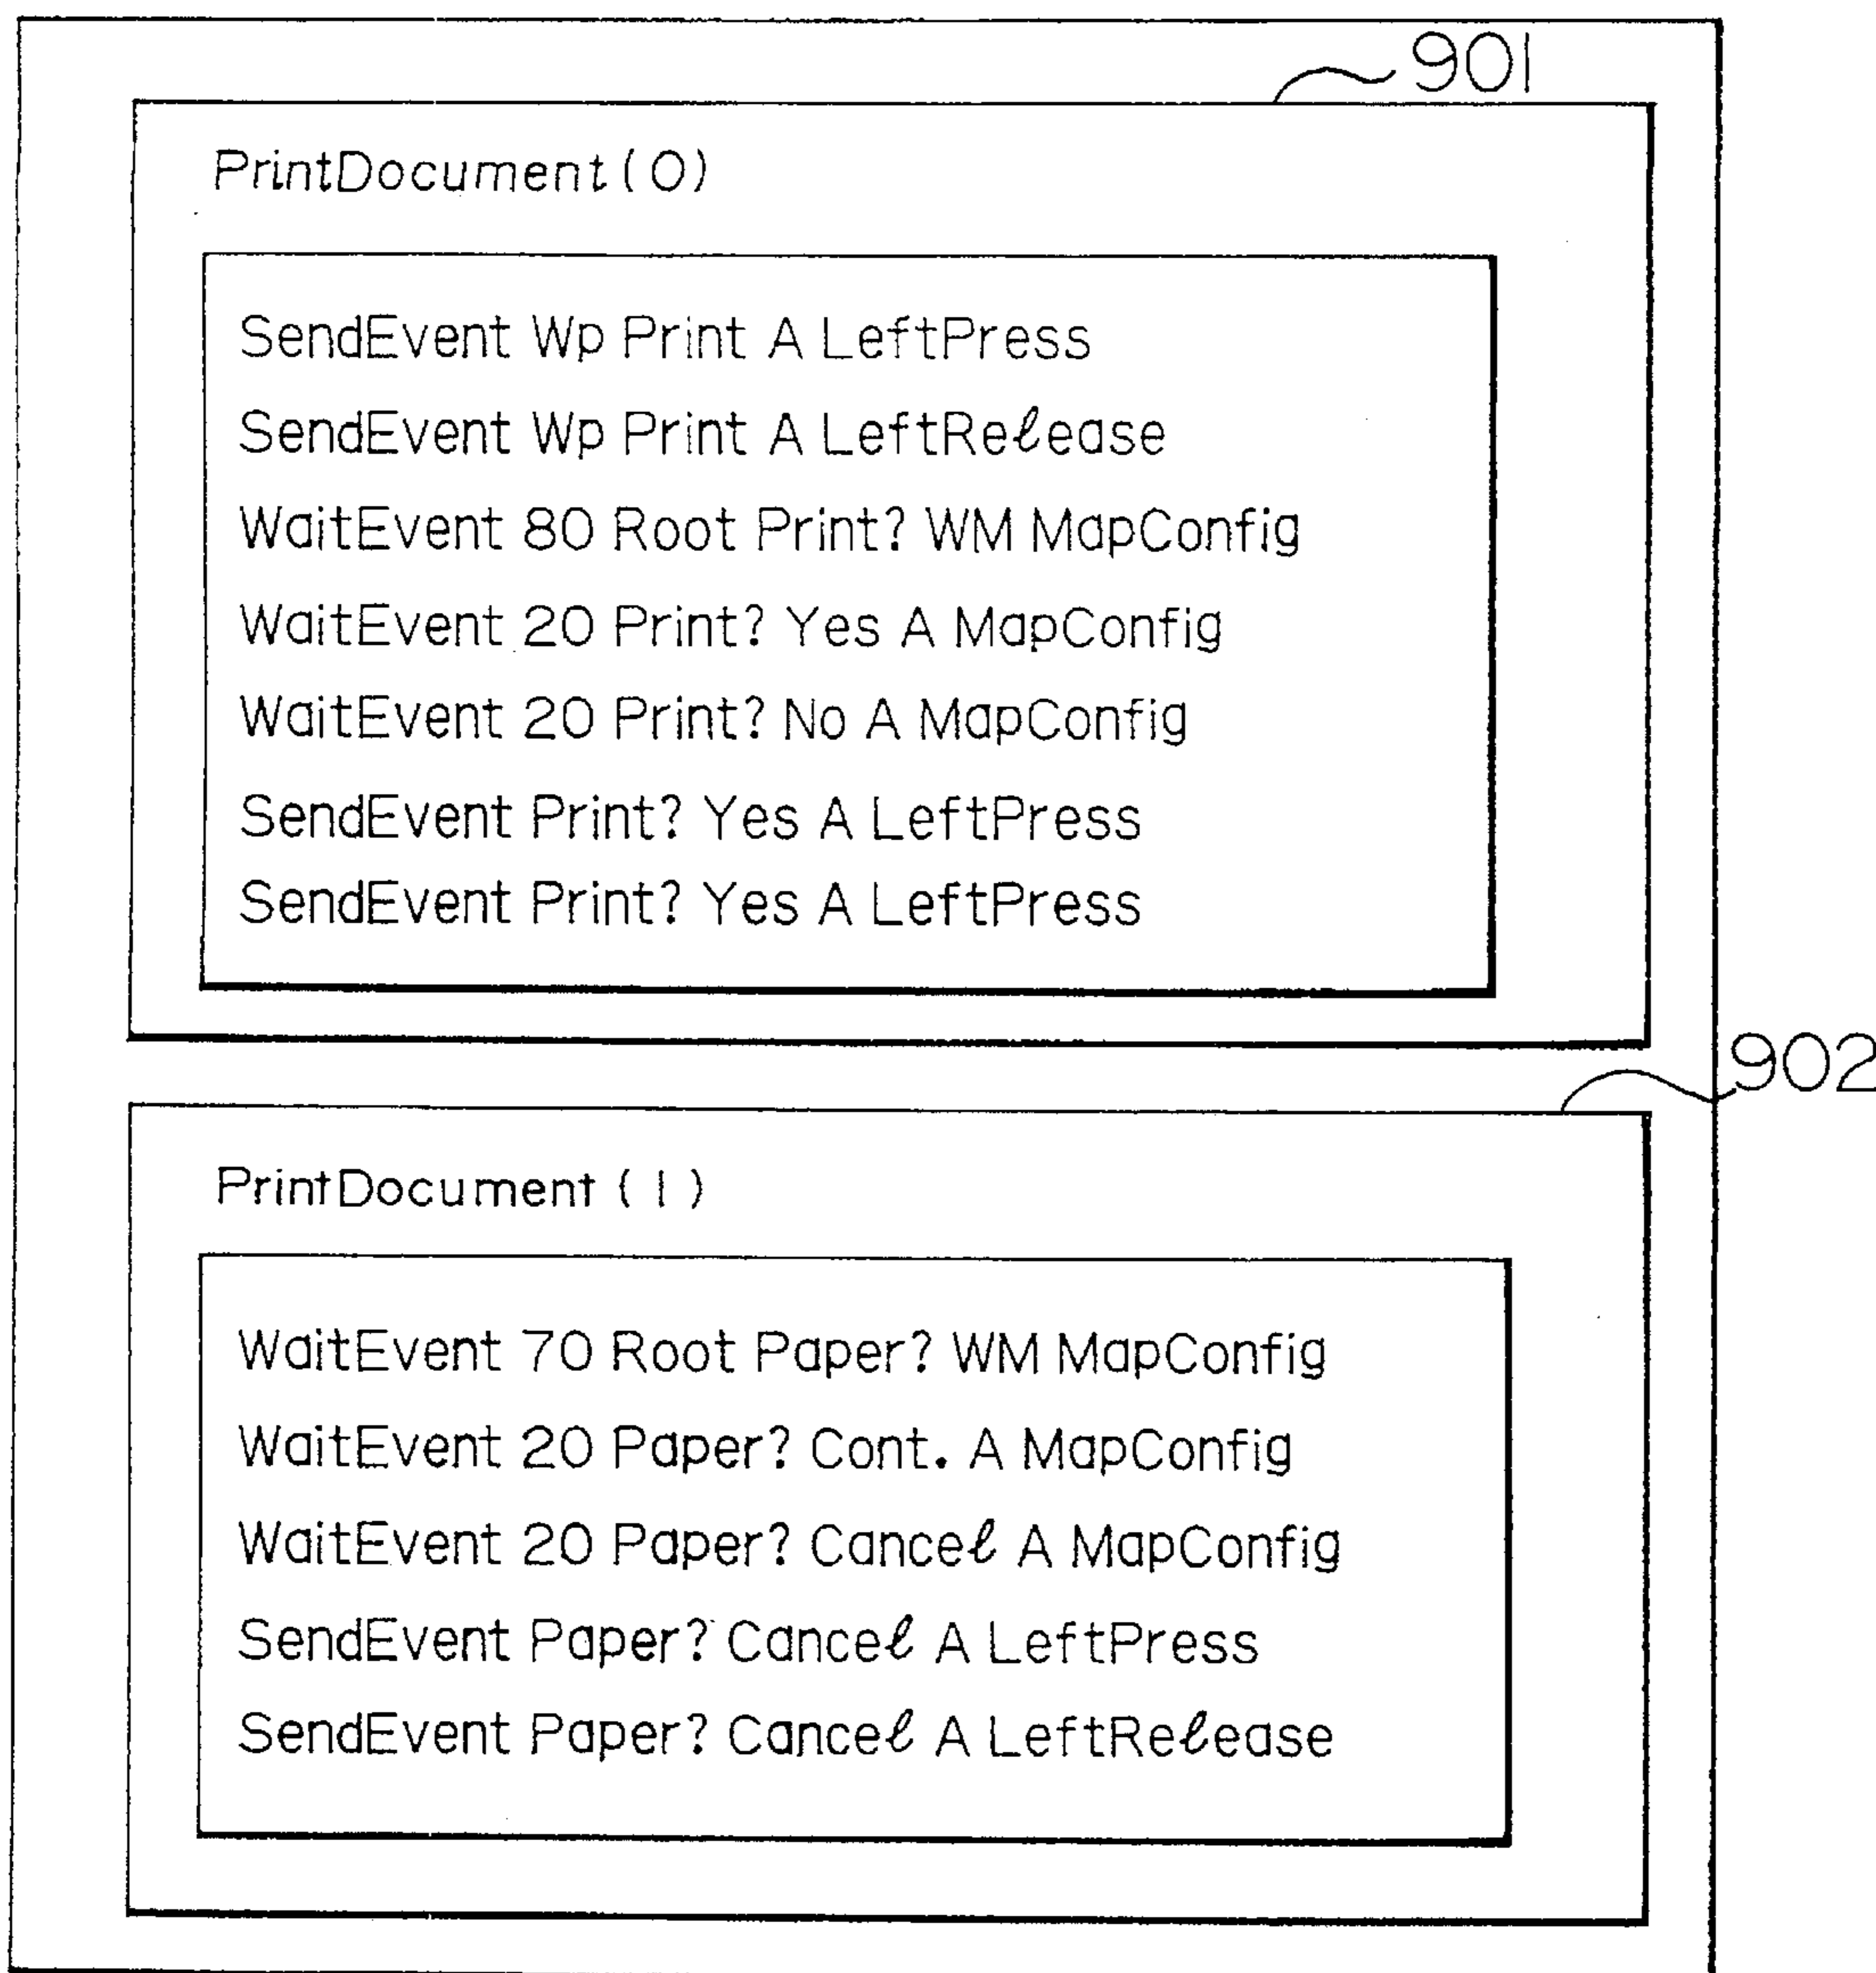 901
PrintDocument(0)
SendEvent Wp Print A LeftPress
SendEvent Wp Print A LeftRelease
WaitEvent 80 Root Print? WM MapConfig
WaitEvent 20 Print? Yes A MapConfig
WaitEvent 20 Print? No A MapConfig
SendEvent Print? Yes A LeftPress
SendEvent Print? Yes A LeftPress
902
PrintDocument (1)
WaitEvent 70 Root Paper? WM MapConfig
WaitEvent 20 Paper? Cont. A MapConfig
WaitEvent 20 Paper? Cancel A MapConfig
SendEvent Paper? Cancel A LeftPress
SendEvent Paper? Cancel A LeftRelease